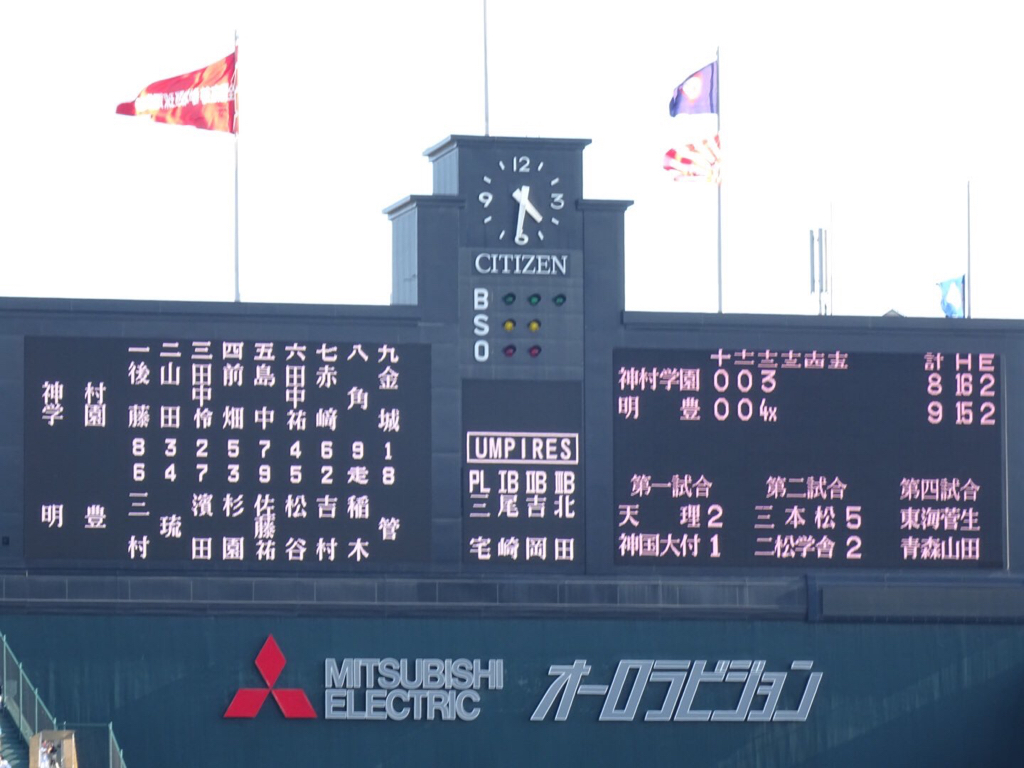 12
9 3
6
CITIZEN
B
S
O
神村学園
一 後藤 8
二 山田 3
三 田中怜 2
四 前畑 5
五 島中 7
六 田中祐 4
七 赤﨑 6
八 角 9
九 金城 1
明豊
6 三村
4 琉
7 濱田
3 杉園
9 佐藤祐
5 松谷
2 吉村
走 稲木
8 管
UMPIRES
PL 1B 2B 3B
三宅 尾崎 吉岡 北田
十 十一 十二 十三 十四 十五 計 H E
神村学園 0 0 3 8 16 2
明豊 0 0 4x 9 15 2
第一試合 第二試合 第四試合
天理 2 三本松 5 東海菅生
神国大付 1 二松学舎 2 青森山田
MITSUBISHI
ELECTRIC
オーロラビジョン